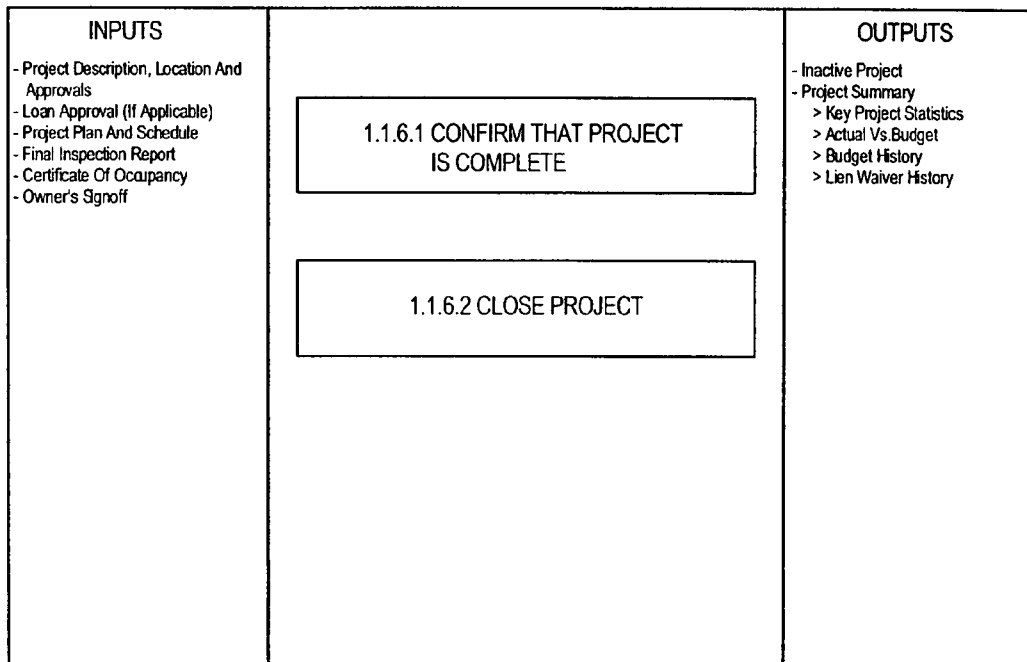 INPUTS
- Project Description, Location And
Approvals
- Loan Approval (If Applicable)
- Project Plan And Schedule
- Final Inspection Report
- Certificate Of Occupancy
- Owner's Signoff
1.1.6.1 CONFIRM THAT PROJECT
IS COMPLETE
1.1.6.2 CLOSE PROJECT
OUTPUTS
- Inactive Project
- Project Summary
> Key Project Statistics
> Actual Vs.Budget
> Budget History
> Lien Waiver History